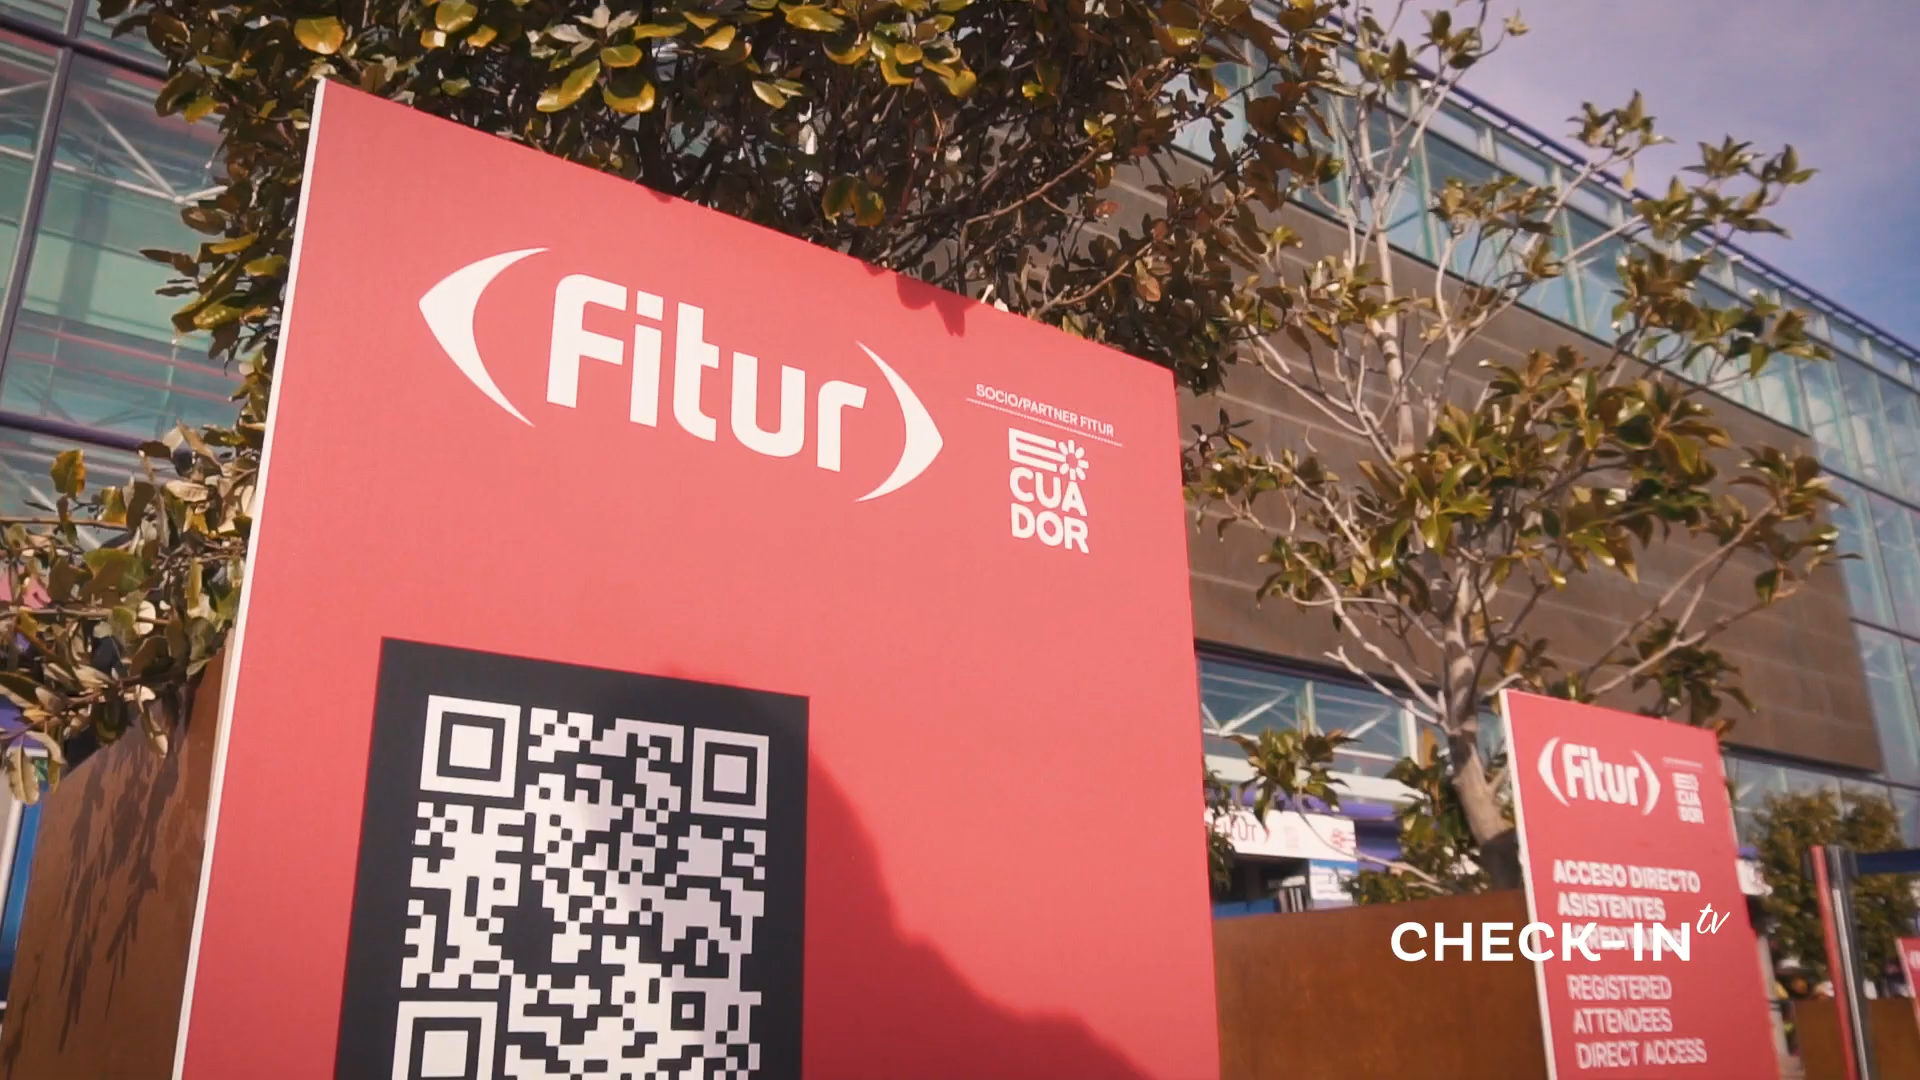 Fitur
SOCIO/PARTNER FITUR
E
CUA
DOR
Fitur
E
CUA
DOR
ACCESO DIRECTO
ASISTENTES
ACREDITADOS
REGISTERED
ATTENDEES
DIRECT ACCESS
CHECK-IN tv